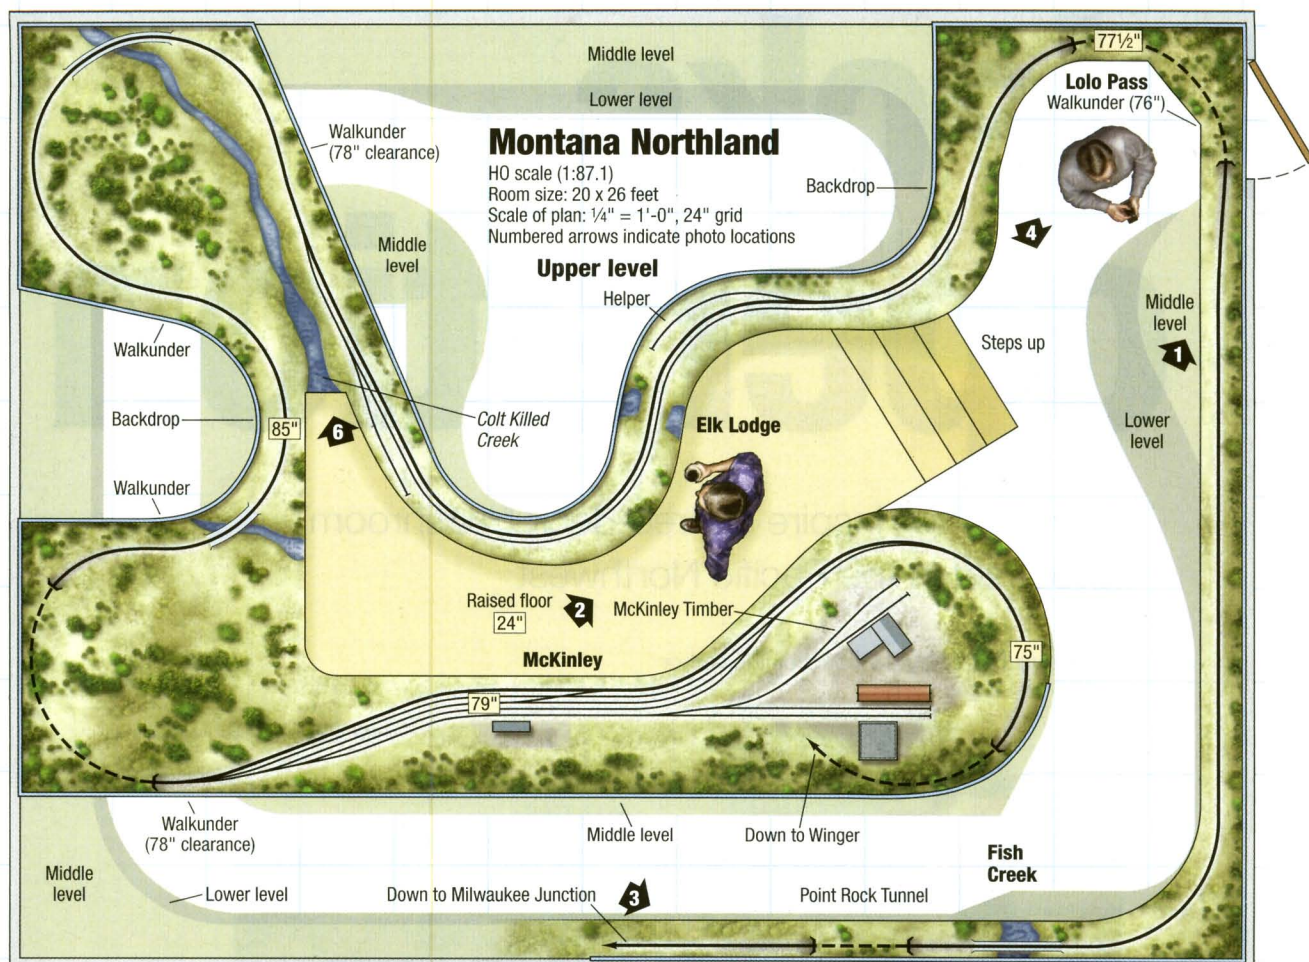 Middle level
77½"
Lolo Pass
Walkunder (76")
Lower level
Walkunder
(78" clearance)
Montana Northland
HO scale (1:87.1)
Room size: 20 x 26 feet
Scale of plan: ¼" = 1'-0", 24" grid
Numbered arrows indicate photo locations
Backdrop
4
Middle
level
Upper level
Helper
Middle
level
1
Steps up
Walkunder
Backdrop
85"
6
Colt Killed
Creek
Elk Lodge
Lower
level
Walkunder
Raised floor
24"
2
McKinley Timber
McKinley
75"
79"
Walkunder
(78" clearance)
Middle level
Down to Winger
Fish
Creek
Middle
level
Lower level
Down to Milwaukee Junction
3
Point Rock Tunnel